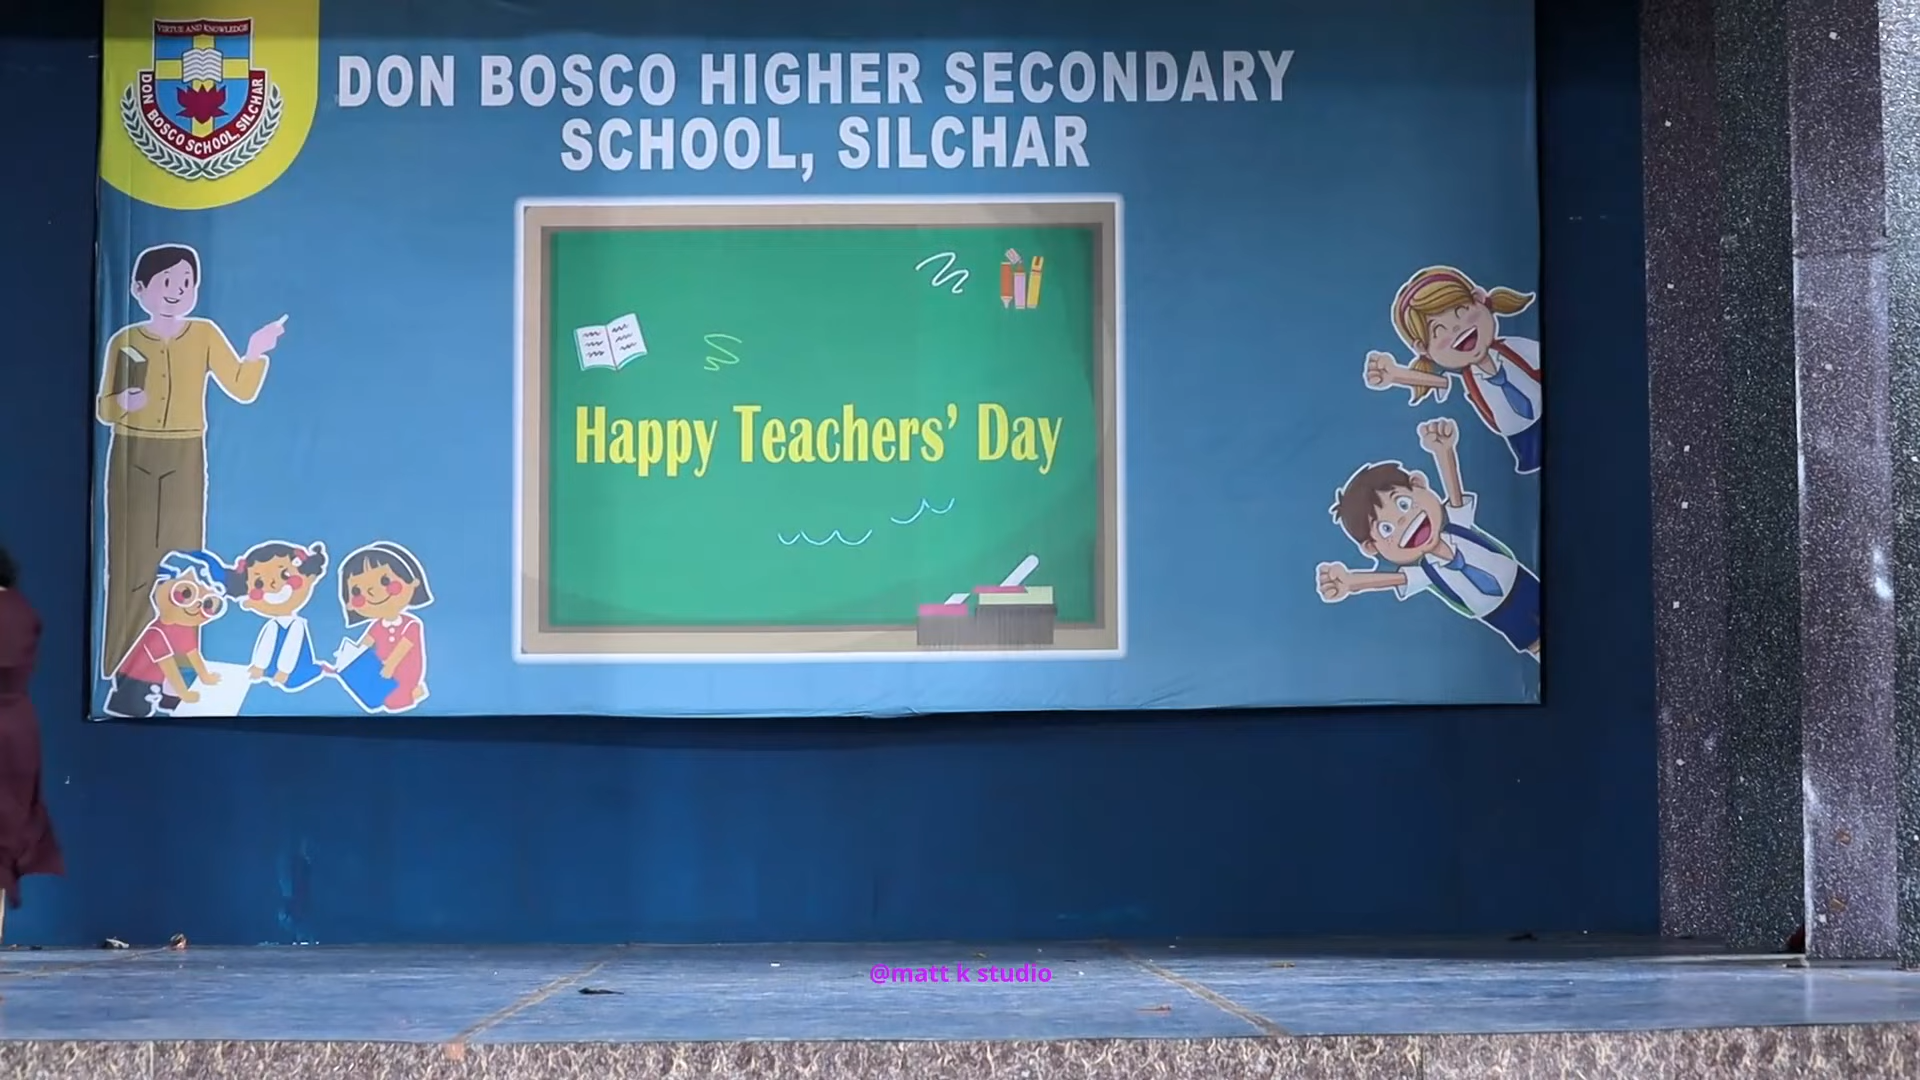 VIRTUE AND KNOWLEDGE
DON BOSCO SCHOOL, SILCHAR
DON BOSCO HIGHER SECONDARY
SCHOOL, SILCHAR
Happy Teachers’ Day
@matt k studio